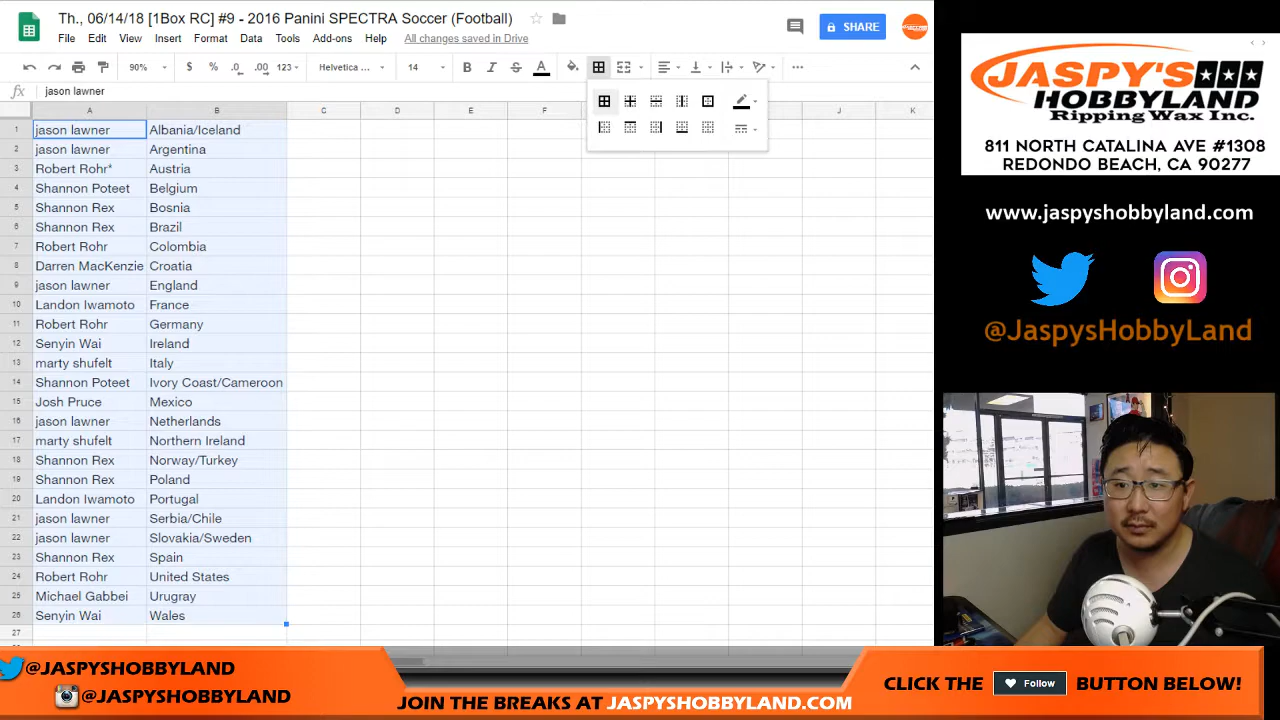 Th., 06/14/18 [1Box RC] #9 - 2016 Panini SPECTRA Soccer (Football)
File Edit View Insert Format Data Tools Add-ons Help All changes saved in Drive
SHARE
90% $ % .0 .00 123 Helvetica ... 14 B I S A
fx jason lawner
A B C D E F J K
1 jason lawner Albania/Iceland
2 jason lawner Argentina
3 Robert Rohr* Austria
4 Shannon Poteet Belgium
5 Shannon Rex Bosnia
6 Shannon Rex Brazil
7 Robert Rohr Colombia
8 Darren MacKenzie Croatia
9 jason lawner England
10 Landon Iwamoto France
11 Robert Rohr Germany
12 Senyin Wai Ireland
13 marty shufelt Italy
14 Shannon Poteet Ivory Coast/Cameroon
15 Josh Pruce Mexico
16 jason lawner Netherlands
17 marty shufelt Northern Ireland
18 Shannon Rex Norway/Turkey
19 Shannon Rex Poland
20 Landon Iwamoto Portugal
21 jason lawner Serbia/Chile
22 jason lawner Slovakia/Sweden
23 Shannon Rex Spain
24 Robert Rohr United States
25 Michael Gabbei Urugray
26 Senyin Wai Wales
27
JASPY'S
HOBBYLAND
Ripping Wax Inc.
811 NORTH CATALINA AVE #1308
REDONDO BEACH, CA 90277
www.jaspyshobbyland.com
@JaspysHobbyLand
@JASPYSHOBBYLAND
@JASPYSHOBBYLAND
JOIN THE BREAKS AT JASPYSHOBBYLAND.COM
CLICK THE Follow BUTTON BELOW!